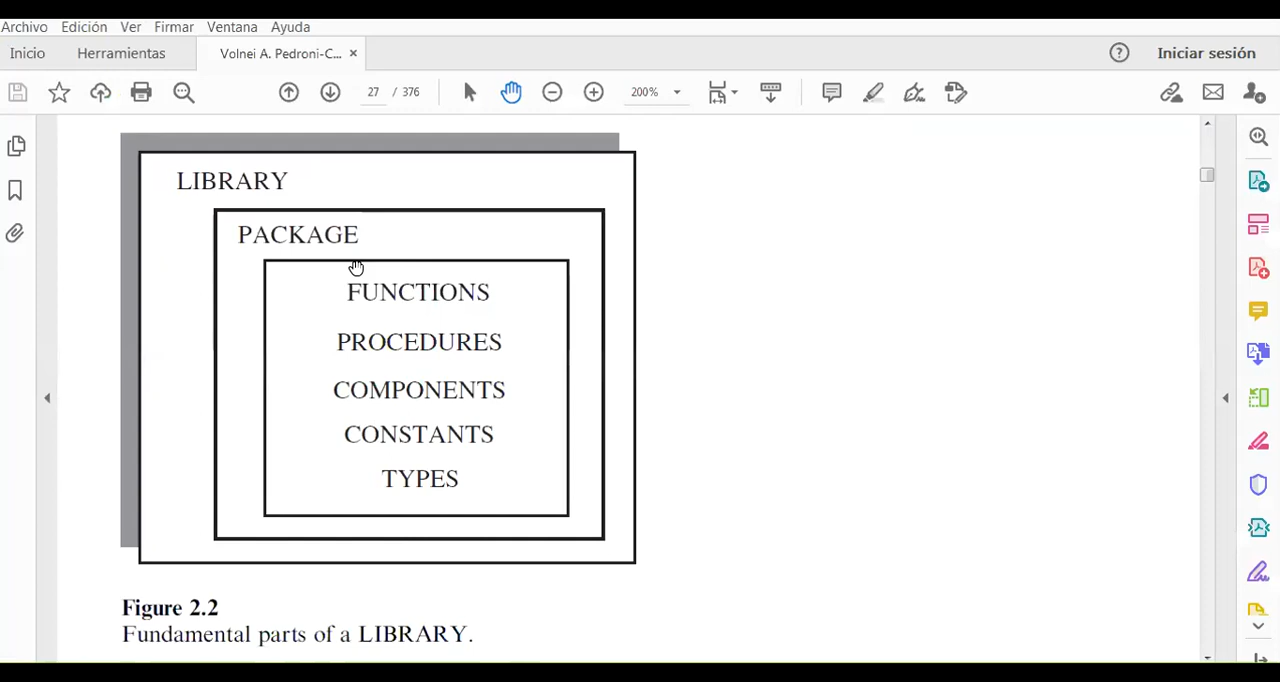 Archivo Edición Ver Firmar Ventana Ayuda
Inicio Herramientas Volnei A. Pedroni-C... × Iniciar sesión
27 / 376 200%
LIBRARY
PACKAGE
FUNCTIONS
PROCEDURES
COMPONENTS
CONSTANTS
TYPES
Figure 2.2
Fundamental parts of a LIBRARY.